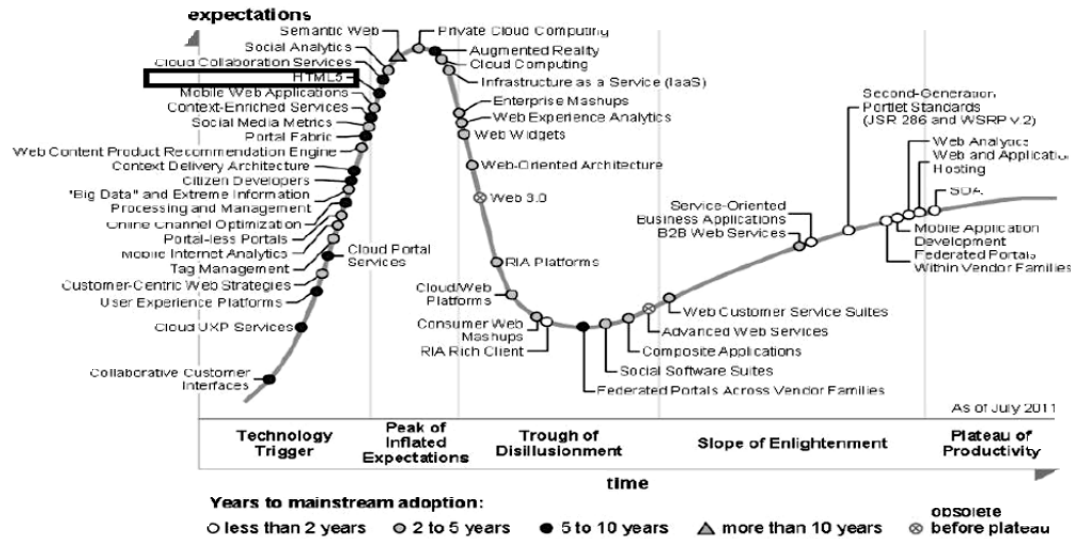 expectations
Semantic Web
Social Analytics
Cloud Collaboration Services
HTML5
Mobile Web Applications
Context-Enriched Services
Social Media Metrics
Portal Fabric
Web Content Product Recommendation Engine
Context Delivery Architecture
Citizen Developers
"Big Data" and Extreme Information
Processing and Management
Online Channel Optimization
Portal-less Portals
Mobile Internet Analytics
Tag Management
Customer-Centric Web Strategies
User Experience Platforms
Cloud UXP Services
Collaborative Customer
Interfaces
Cloud Portal
Services
Private Cloud Computing
Augmented Reality
Cloud Computing
Infrastructure as a Service (IaaS)
Enterprise Mashups
Web Experience Analytics
Web Widgets
Web-Oriented Architecture
Web 3.0
RIA Platforms
Cloud/Web
Platforms
Consumer Web
Mashups
RIA Rich Client
Federated Portals Across Vendor Families
Social Software Suites
Composite Applications
Advanced Web Services
Web Customer Service Suites
B2B Web Services
Service-Oriented
Business Applications
Second-Generation
Portlet Standards
(JSR 286 and WSRP v.2)
Web Analytics
Web and Application
Hosting
SOA
Mobile Application
Development
Federated Portals
Within Vendor Families
As of July 2011
Technology
Trigger
Peak of
Inflated
Expectations
Trough of
Disillusionment
Slope of Enlightenment
Plateau of
Productivity
time
Years to mainstream adoption:
less than 2 years
2 to 5 years
5 to 10 years
more than 10 years
obsolete
before plateau